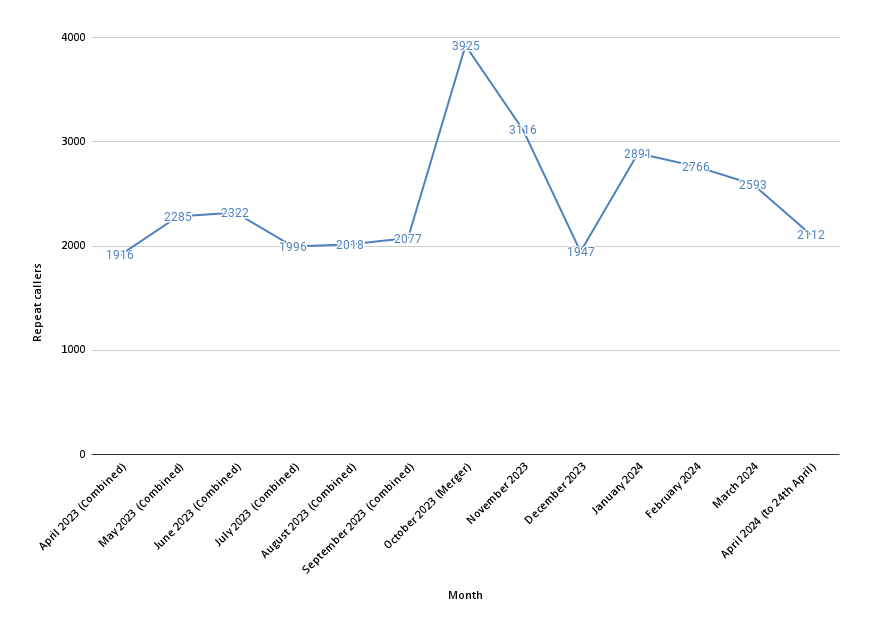 4000
3000
2000
1000
0
Repeat callers
1916
2285
2322
1996
2018
2077
3925
3116
1947
2891
2766
2593
2112
April 2023 (Combined)
May 2023 (Combined)
June 2023 (Combined)
July 2023 (Combined)
August 2023 (Combined)
September 2023 (Combined)
October 2023 (Merger)
November 2023
December 2023
January 2024
February 2024
March 2024
April 2024 (to 24th April)
Month